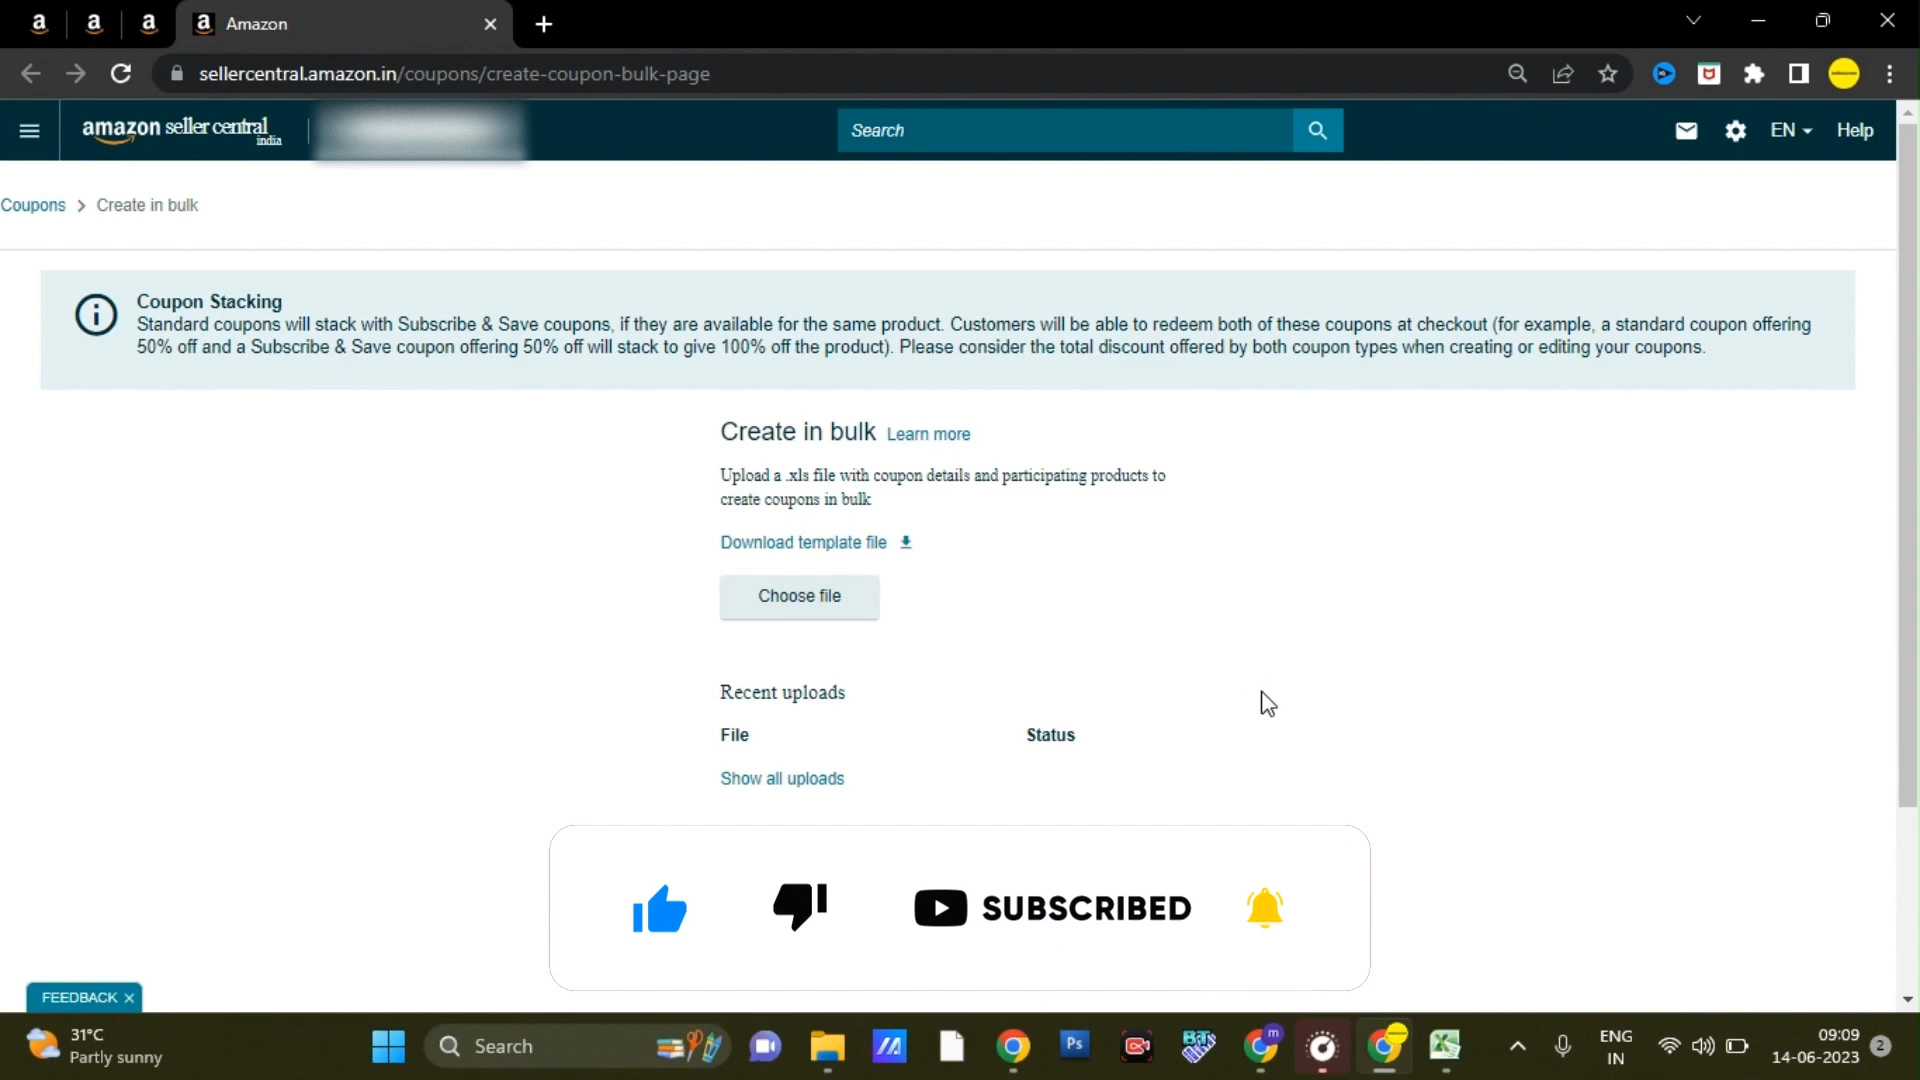 Amazon
sellercentral.amazon.in/coupons/create-coupon-bulk-page
amazon seller central
india
Search
EN
Help
Coupons > Create in bulk
Coupon Stacking
Standard coupons will stack with Subscribe & Save coupons, if they are available for the same product. Customers will be able to redeem both of these coupons at checkout (for example, a standard coupon offering
50% off and a Subscribe & Save coupon offering 50% off will stack to give 100% off the product). Please consider the total discount offered by both coupon types when creating or editing your coupons.
Create in bulk Learn more
Upload a .xls file with coupon details and participating products to
create coupons in bulk
Download template file
Choose file
Recent uploads
File Status
Show all uploads
SUBSCRIBED
FEEDBACK
31°C
Partly sunny
Search
Ps
m
ENG
IN
09:09
14-06-2023
2